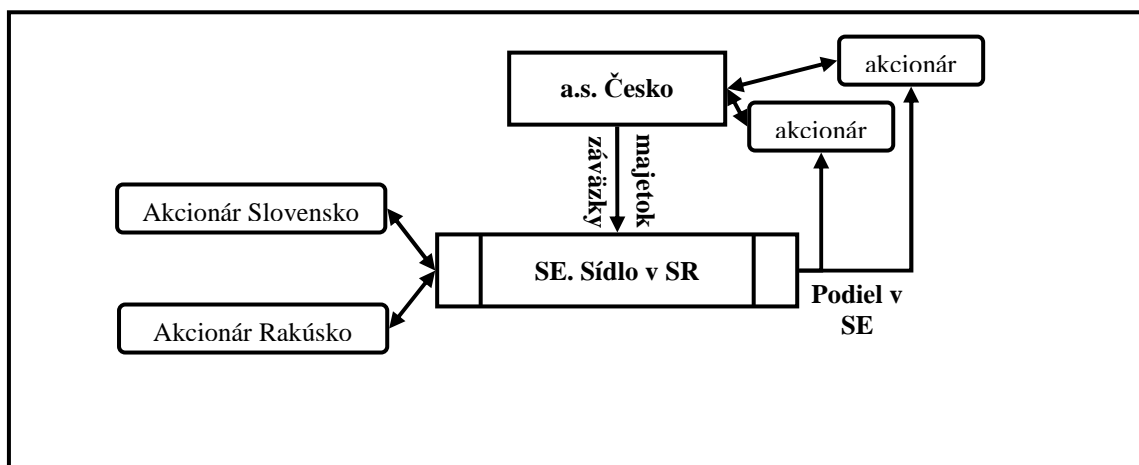 akcionár
a.s. Česko
akcionár
záväzky
majetok
Akcionár Slovensko
SE. Sídlo v SR
Podiel v
SE
Akcionár Rakúsko